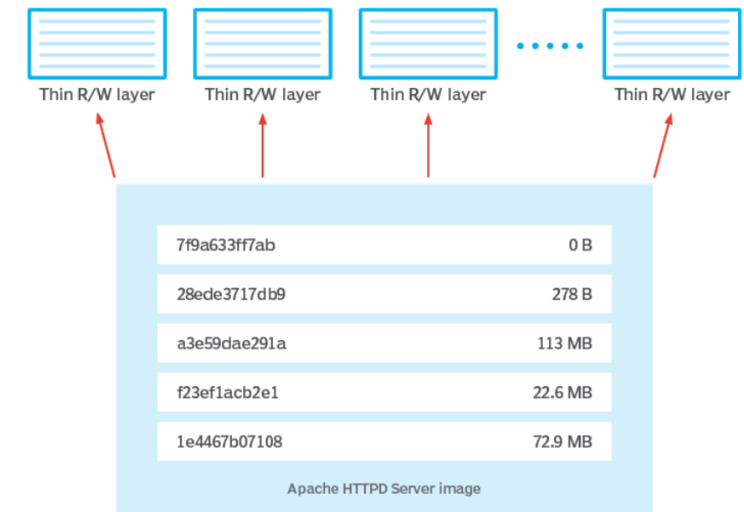 Thin R/W layer
Thin R/W layer
Thin R/W layer
Thin R/W layer
7f9a633ff7ab 0 B
28ede3717db9 278 B
a3e59dae291a 113 MB
f23ef1acb2e1 22.6 MB
1e4467b07108 72.9 MB
Apache HTTPD Server image